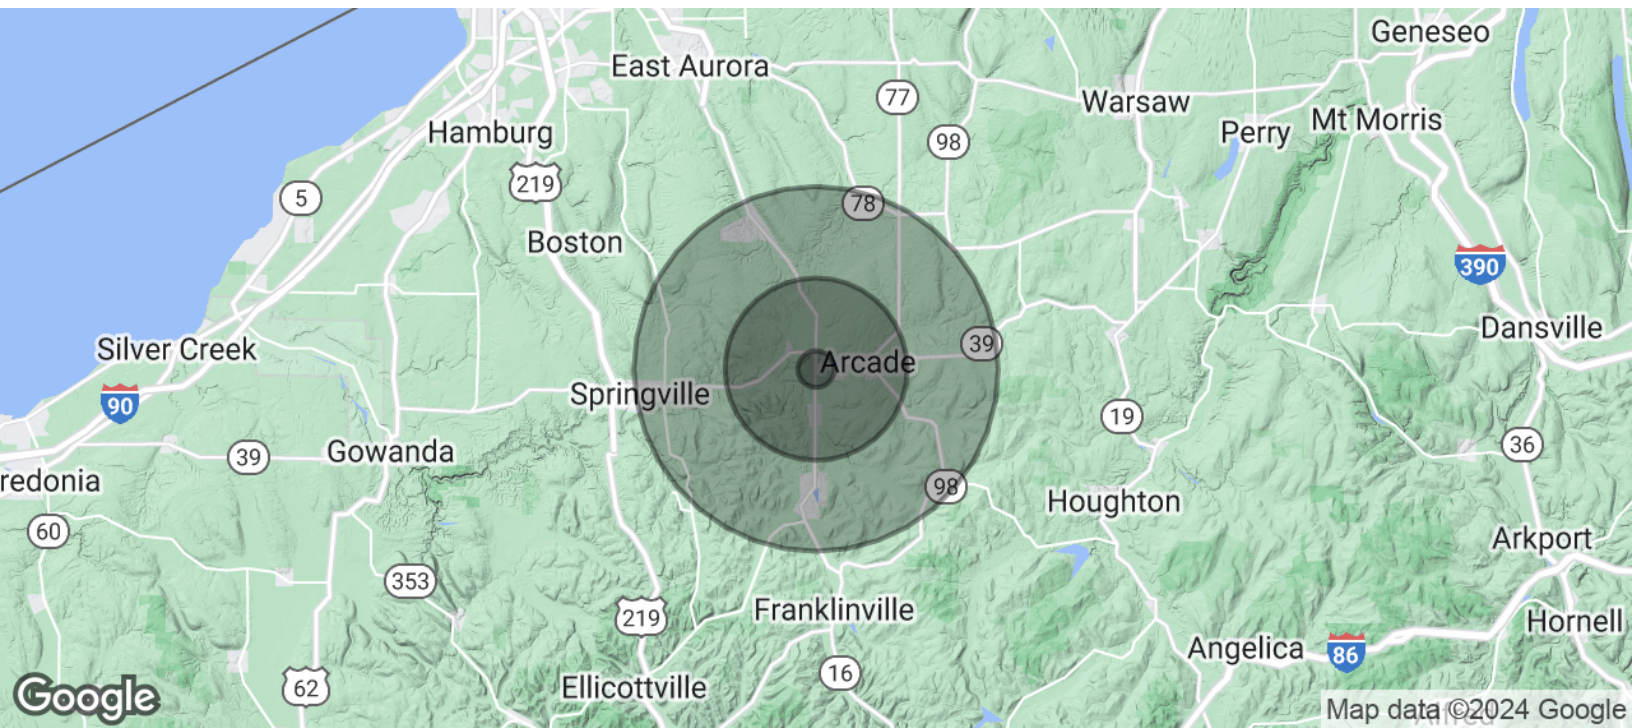 Geneseo
East Aurora
77
Warsaw
Mt Morris
Hamburg
Perry
98
219
5
78
Boston
390
Dansville
39
Silver Creek
Arcade
Springville
90
19
36
Gowanda
39
redonia
98
Houghton
60
Arkport
353
Franklinville
219
Hornell
Angelica
86
16
62
Ellicottville
Google
Map data ©2024 Google